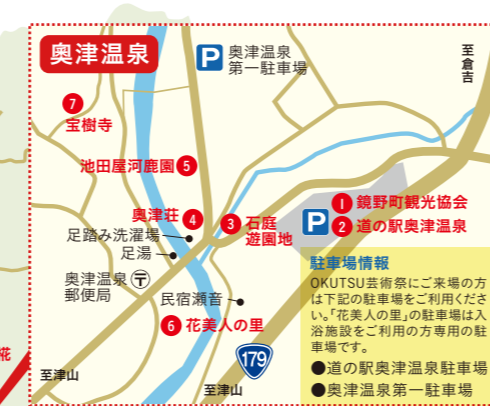 奥津温泉
P 奥津温泉
第一駐車場
至倉吉
7
宝樹寺
池田屋河鹿園 5
奥津荘 4
足踏み洗濯場
足湯
3 石庭
遊園地
P
1 鏡野町観光協会
2 道の駅奥津温泉
奥津温泉
郵便局
〒
民宿瀬音
6 花美人の里
花
179
至津山
至津山
駐車場情報
OKUTSU芸術祭にご来場の方
は下記の駐車場をご利用くださ
い。「花美人の里」の駐車場は入
浴施設をご利用の方専用の駐
車場です。
●道の駅奥津温泉駐車場
●奥津温泉第一駐車場